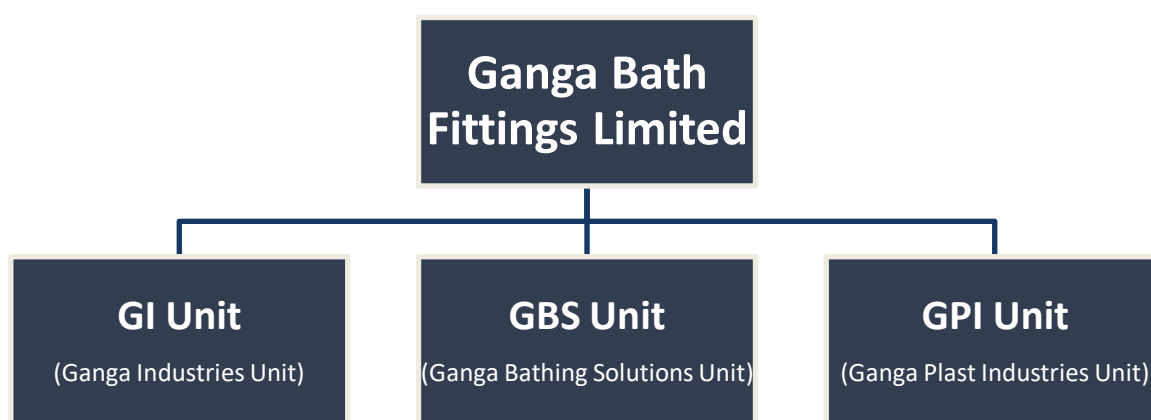 Ganga Bath
Fittings Limited
GI Unit
(Ganga Industries Unit)
GBS Unit
(Ganga Bathing Solutions Unit)
GPI Unit
(Ganga Plast Industries Unit)